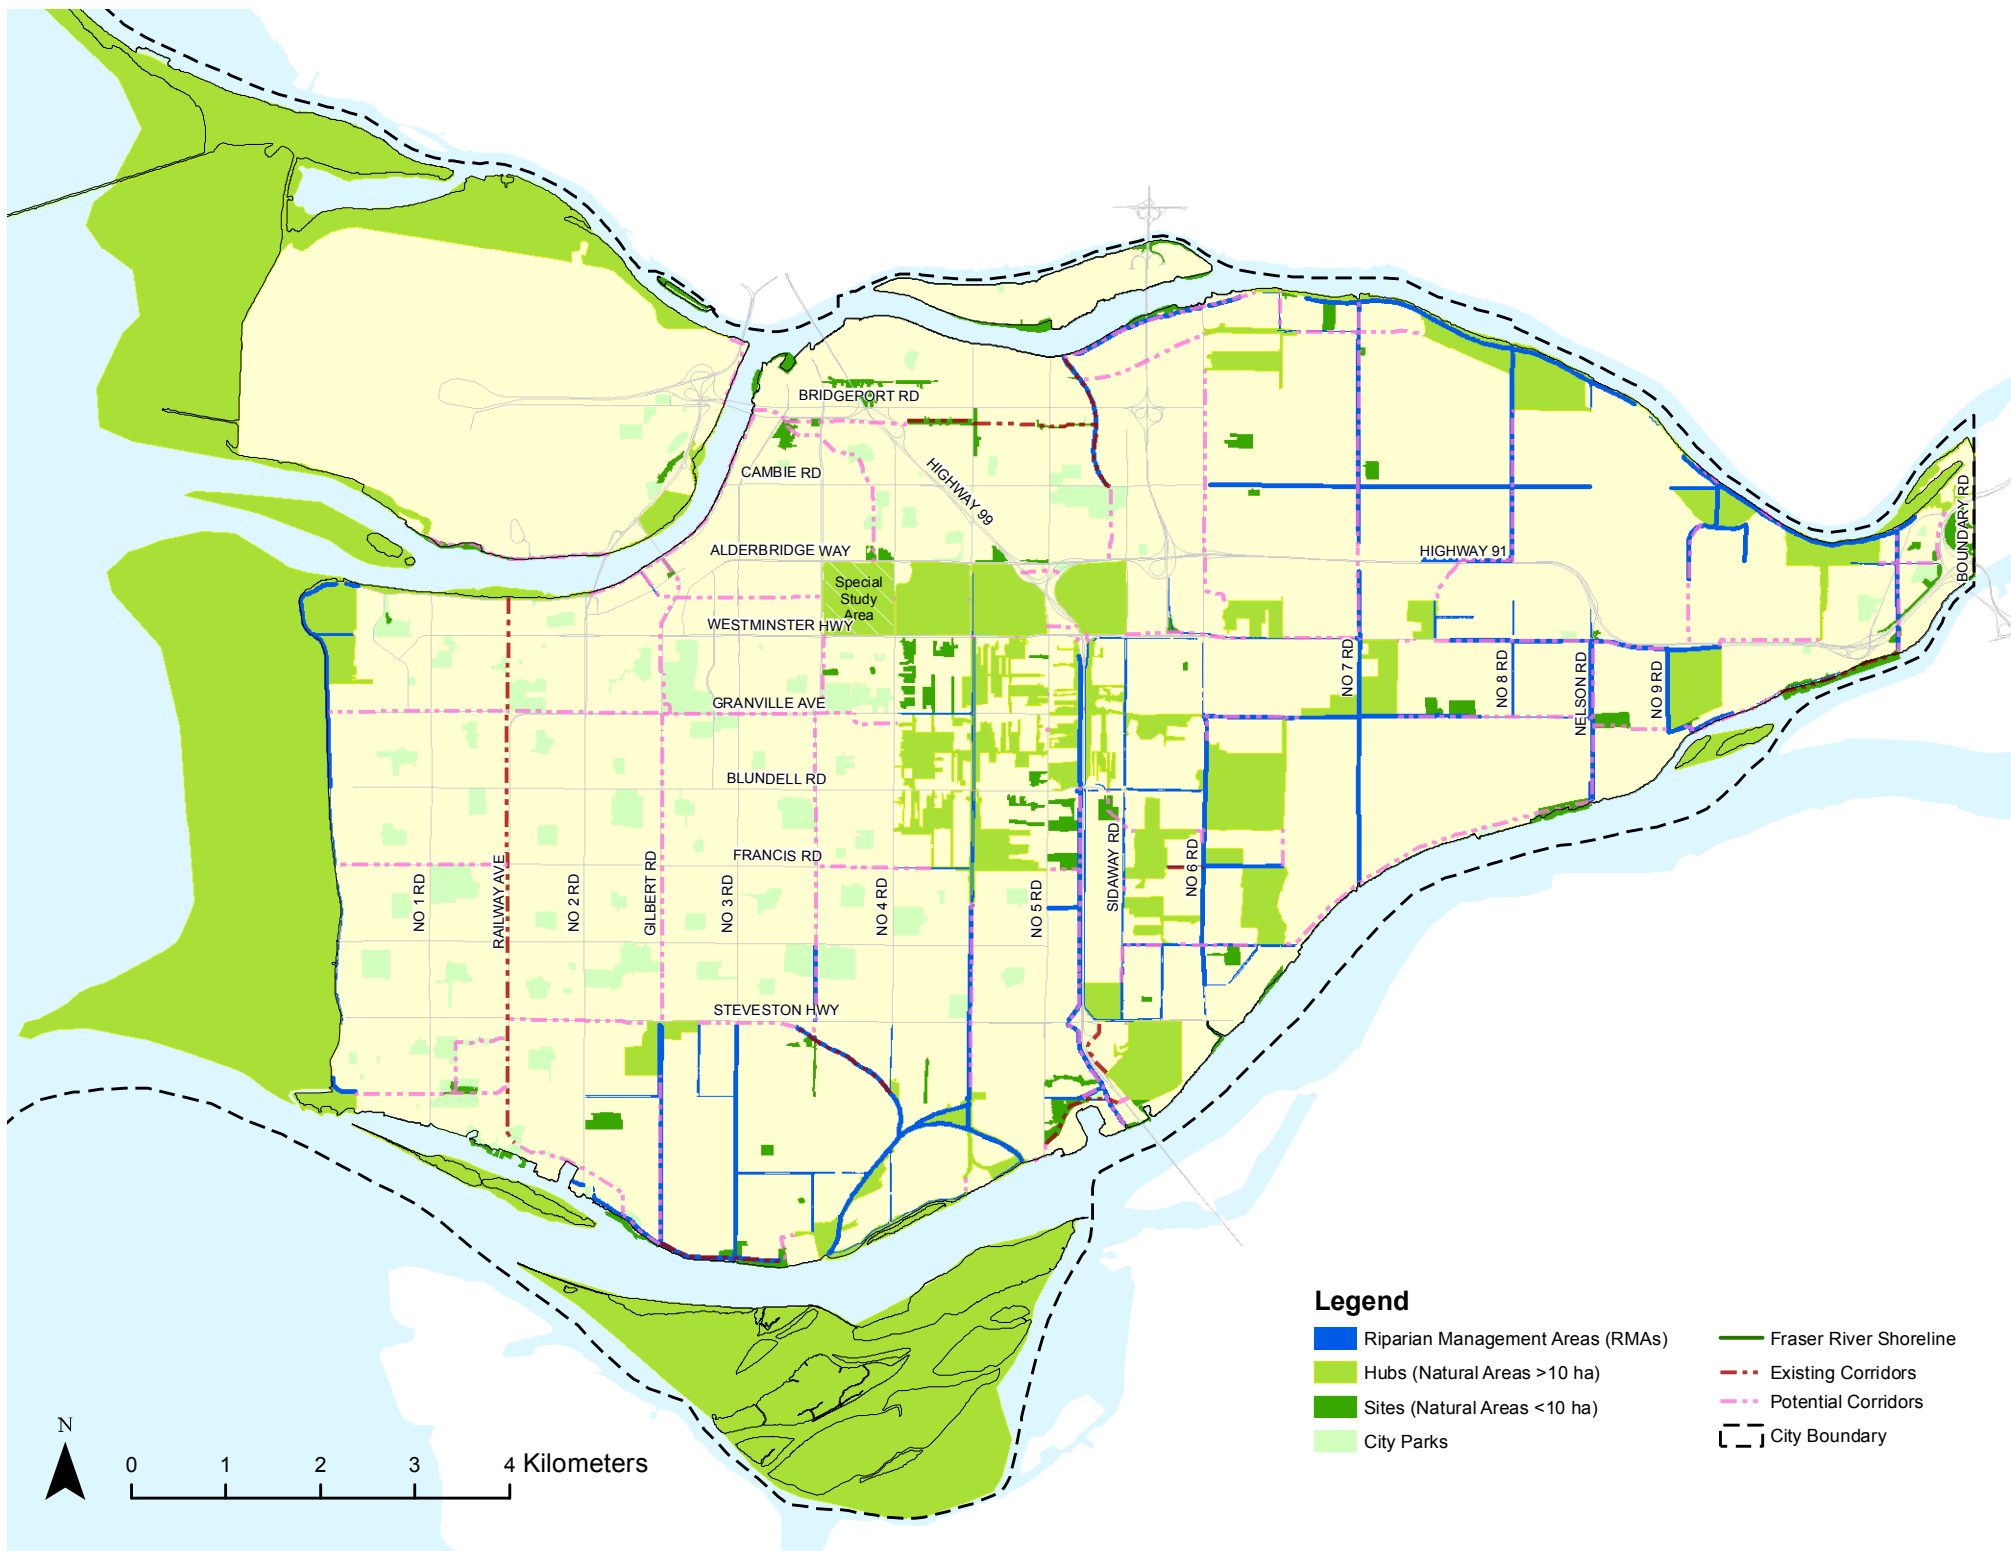 BRIDGEPORT RD
CAMBIE RD
HIGHWAY 99
BOUNDARY RD
ALDERBRIDGE WAY
HIGHWAY 91
Special
Study
Area
WESTMINSTER HWY
NO 7 RD
NO 8 RD
NELSON RD
NO 9 RD
GRANVILLE AVE
BLUNDELL RD
FRANCIS RD
SIDAWAY RD
NO 6 RD
NO 1 RD
RAILWAY AVE
NO 2 RD
GILBERT RD
NO 3 RD
NO 4 RD
NO 5 RD
STEVESTON HWY
Legend
Riparian Management Areas (RMAs)
Hubs (Natural Areas >10 ha)
Sites (Natural Areas <10 ha)
City Parks
Fraser River Shoreline
Existing Corridors
Potential Corridors
City Boundary
N
0 1 2 3 4 Kilometers